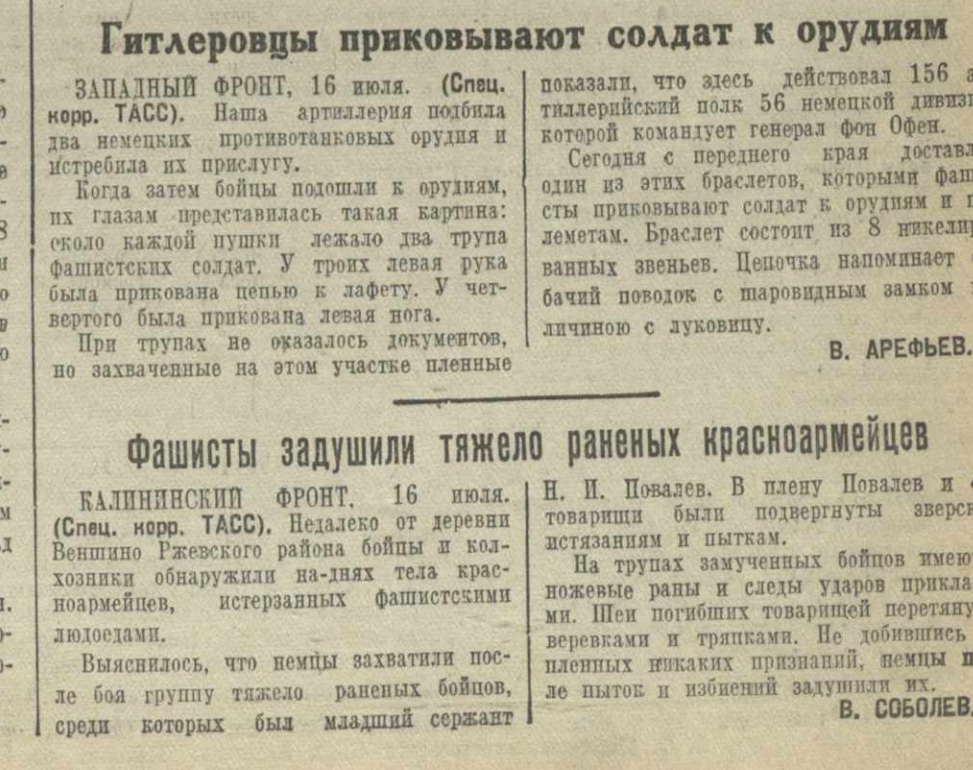 Гитлеровцы приковывают солдат к орудиям
ЗАПАДНЫЙ ФРОНТ, 16 июля. (Спец.
корр. ТАСС). Наша артиллерия подбила
два немецких противотанковых орудия и
истребила их прислугу.
Когда затем бойцы подошли к орудиям,
их глазам представилась такая картина:
около каждой пушки лежало два трупа
фашистских солдат. У троих левая рука
была прикована цепью к лафету. У чет-
вертого была прикована левая нога.
При трупах не оказалось документов,
но захваченные на этом участке пленные
показали, что здесь действовал 156 а
тиллерийский полк 56 немецкой дивиз
которой командует генерал фон Офен.
Сегодня с переднего края достав
один из этих браслетов, которыми фаш
сты приковывают солдат к орудиям и п
леметам. Браслет состоит из 8 никелир
ванных звеньев. Цепочка напоминает
бачий поводок с шаровидным замком
личиною с луковицу.
В. АРЕФЬЕВ.
Фашисты задушили тяжело раненых красноармейцев
КАЛИНИНСКИЙ ФРОНТ, 16 июля.
(Спец. корр. ТАСС). Недалеко от деревни
Веншино Ржевского района бойцы и кол-
хозники обнаружили на-днях тела крас-
ноармейцев, истерзанных фашистскими
людоедами.
Выяснилось, что немцы захватили пос-
ле боя группу тяжело раненых бойцов,
среди которых был младший сержант
Н. И. Повалев. В плену Повалев и
товарищи были подвергнуты зверск
истязаниям и пыткам.
На трупах замученных бойцов имею
ножевые раны и следы ударов прикла
ми. Шеи погибших товарищей перетяну
веревками и тряпками. Не добившись
пленных никаких признаний, немцы п
ле пыток и избиений задушили их.
В. СОБОЛЕВ.